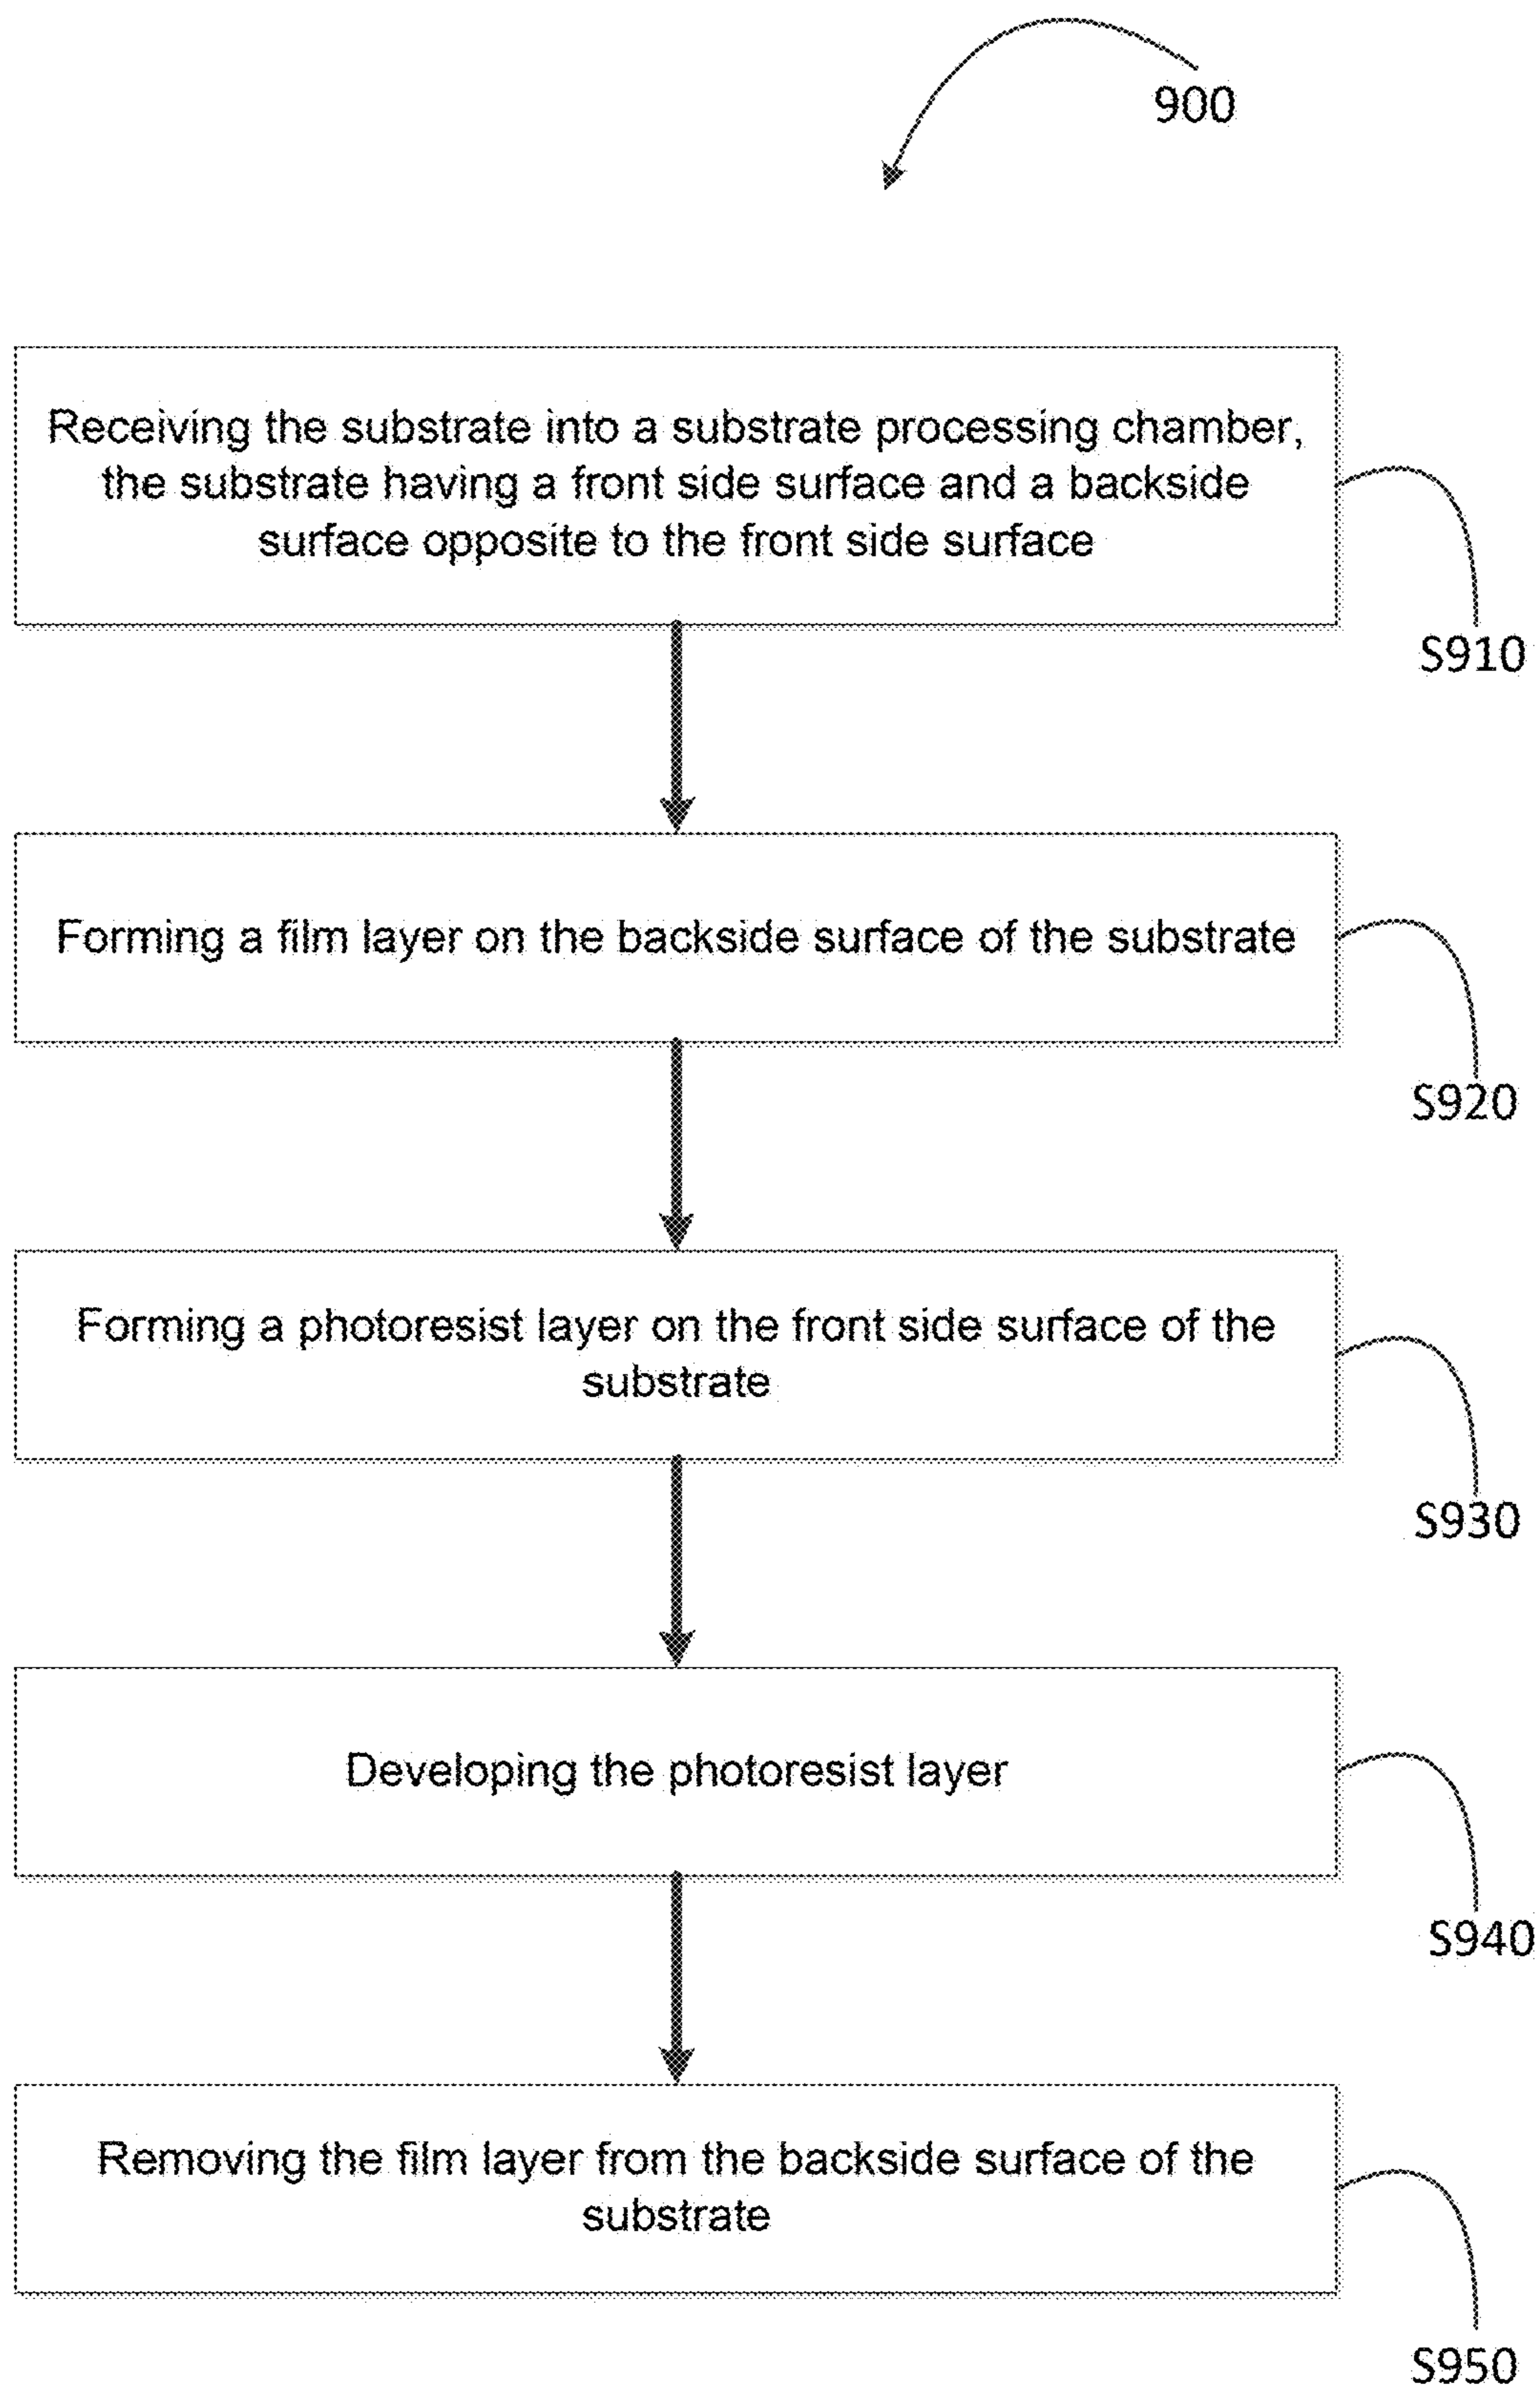 900
Receiving the substrate into a substrate processing chamber,
the substrate having a front side surface and a backside
surface opposite to the front side surface
S910
Forming a film layer on the backside surface of the substrate
S920
Forming a photoresist layer on the front side surface of the
substrate
S930
Developing the photoresist layer
S940
Removing the film layer from the backside surface of the
substrate
S950